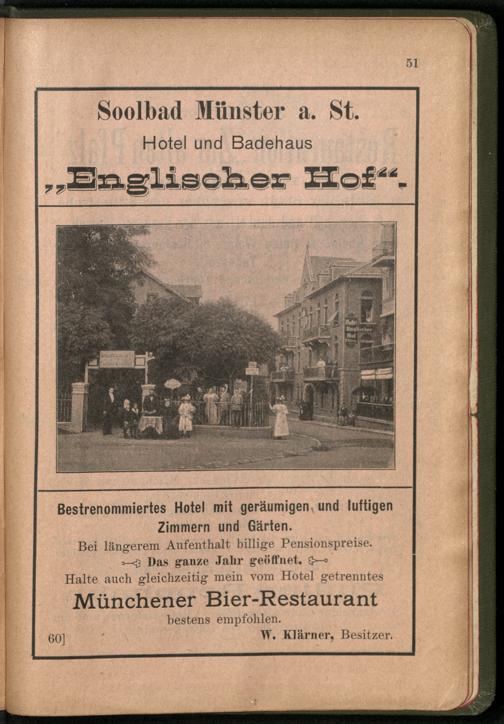 51
Soolbad Münster a. St.
Hotel und Badehaus
„Englischer Hof“.
Bestrenommiertes Hotel mit geräumigen und luftigen
Zimmern und Gärten.
Bei längerem Aufenthalt billige Pensionspreise.
Das ganze Jahr geöffnet.
Halte auch gleichzeitig mein vom Hotel getrenntes
Münchener Bier-Restaurant
bestens empfohlen.
60] W. Klärner, Besitzer.